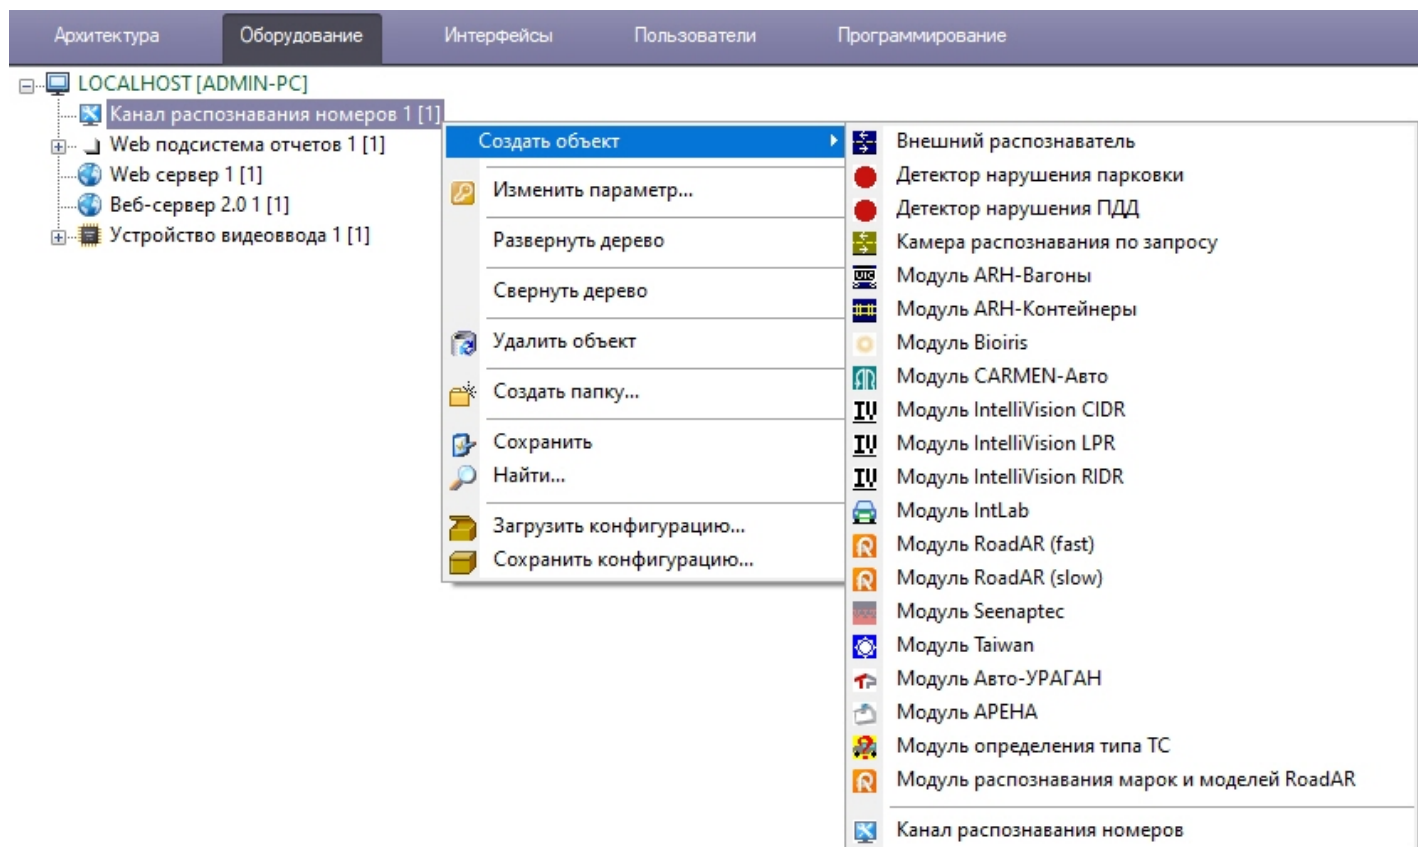 Архитектура Оборудование Интерфейсы Пользователи Программирование
LOCALHOST [ADMIN-PC]
Канал распознавания номеров 1 [1]
Web подсистема отчетов 1 [1]
Web сервер 1 [1]
Веб-сервер 2.0 1 [1]
Устройство видеоввода 1 [1]
Создать объект
Изменить параметр...
Развернуть дерево
Свернуть дерево
Удалить объект
Создать папку...
Сохранить
Найти...
Загрузить конфигурацию...
Сохранить конфигурацию...
Внешний распознаватель
Детектор нарушения парковки
Детектор нарушения ПДД
Камера распознавания по запросу
Модуль ARH-Вагоны
Модуль ARH-Контейнеры
Модуль Bioiris
Модуль CARMEN-Авто
Модуль IntelliVision CIDR
Модуль IntelliVision LPR
Модуль IntelliVision RIDR
Модуль IntLab
Модуль RoadAR (fast)
Модуль RoadAR (slow)
Модуль Seenaptec
Модуль Taiwan
Модуль Авто-УРАГАН
Модуль АРЕНА
Модуль определения типа ТС
Модуль распознавания марок и моделей RoadAR
Канал распознавания номеров